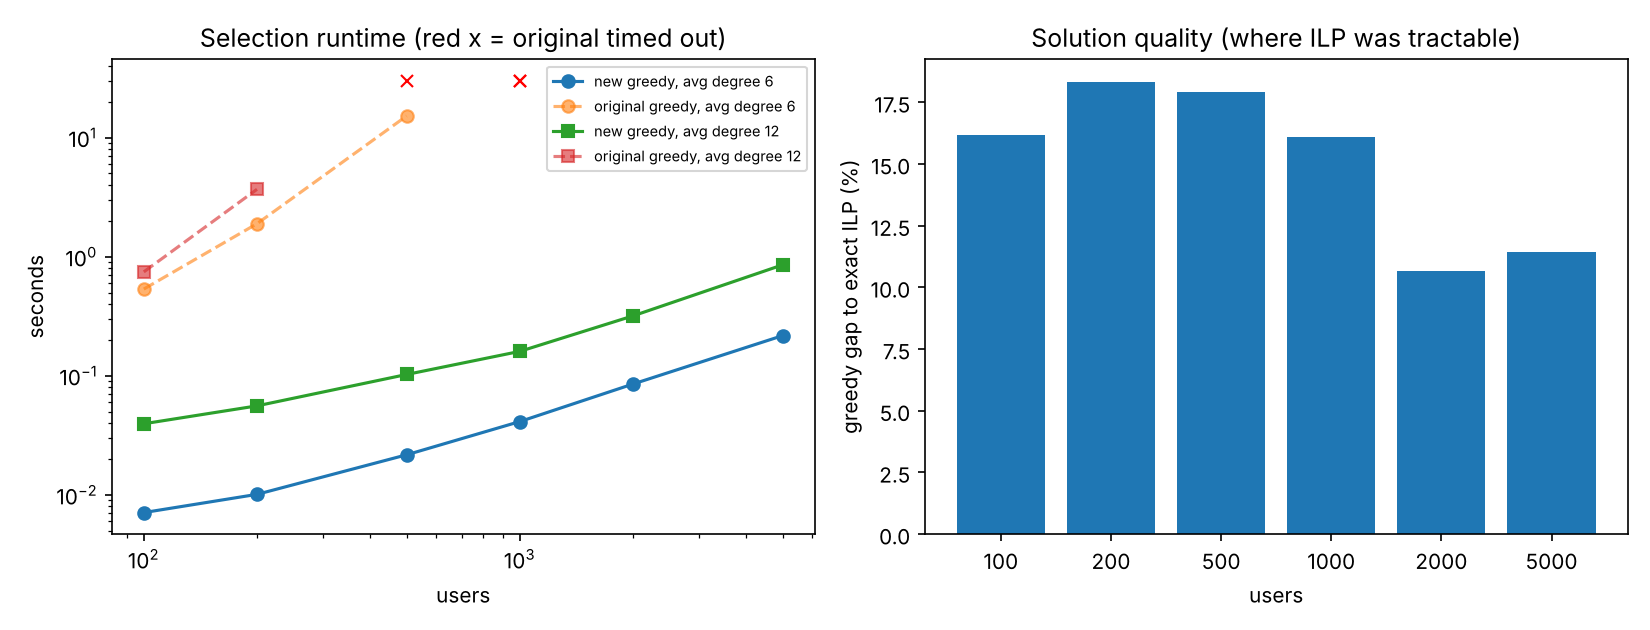 Selection runtime (red x = original timed out)
new greedy, avg degree 6
original greedy, avg degree 6
new greedy, avg degree 12
original greedy, avg degree 12
10¹
10⁰
10⁻¹
10⁻²
seconds
10²
10³
users
Solution quality (where ILP was tractable)
17.5
15.0
12.5
10.0
7.5
5.0
2.5
0.0
greedy gap to exact ILP (%)
100
200
500
1000
2000
5000
users